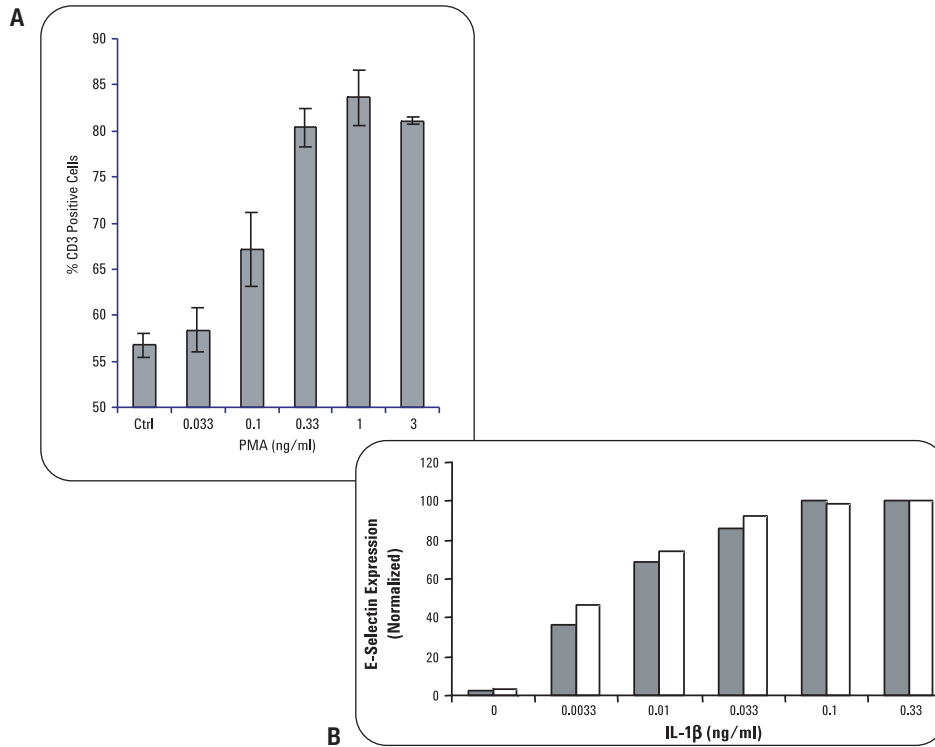 A
90
85
80
75
70
65
60
55
50
% CD3 Positive Cells
Ctrl 0.033 0.1 0.33 1 3
PMA (ng/ml)
120
100
80
60
40
20
0
E-Selectin Expression
(Normalized)
0 0.0033 0.01 0.033 0.1 0.33
IL-1β (ng/ml)
B